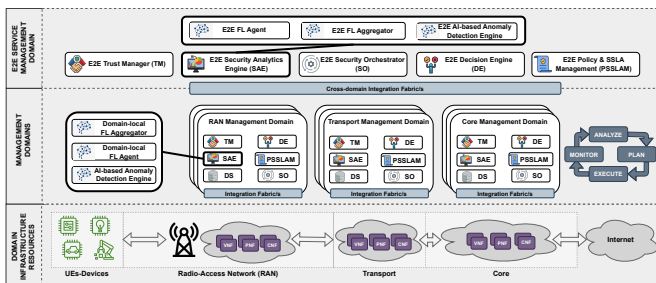 E2E SERVICE
MANAGEMENT
DOMAIN
E2E FL Agent
E2E FL Aggregator
E2E AI-based Anomaly
Detection Engine
E2E Trust Manager (TM)
E2E Security Analytics
Engine (SAE)
E2E Security Orchestrator
(SO)
E2E Decision Engine
(DE)
E2E Policy & SSLA
Management (PSSLAM)
Cross-domain Integration Fabric/s
MANAGEMENT
DOMAINS
Domain-local
FL Aggregator
Domain-local
FL Agent
AI-based Anomaly
Detection Engine
RAN Management Domain
TM
DE
SAE
PSSLAM
DS
SO
Integration Fabric/s
Transport Management Domain
TM
DE
SAE
PSSLAM
DS
SO
Integration Fabric/s
Core Management Domain
TM
DE
SAE
PSSLAM
DS
SO
Integration Fabric/s
ANALYZE
MONITOR
PLAN
EXECUTE
DOMAIN
INFRASTRUCTURE
RESOURCES
UEs-Devices
Radio-Access Network (RAN)
VNF PNF CNF
Transport
VNF PNF CNF
Core
VNF PNF CNF
Internet